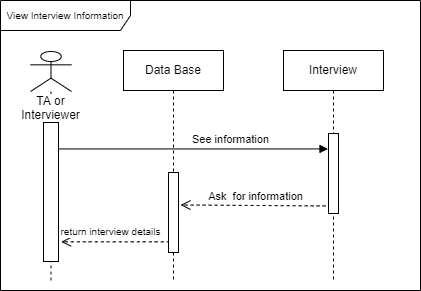 View Interview Information
TA or
Interviewer
Data Base
Interview
See information
Ask for information
return interview details